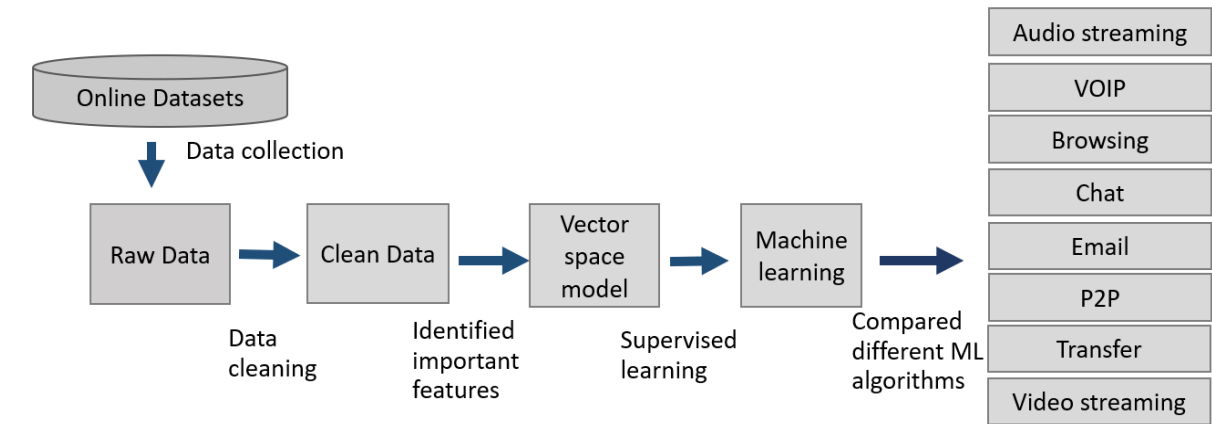 Online Datasets
Data collection
Raw Data
Data
cleaning
Clean Data
Identified
important
features
Vector
space
model
Supervised
learning
Machine
learning
Compared
different ML
algorithms
Audio streaming
VOIP
Browsing
Chat
Email
P2P
Transfer
Video streaming